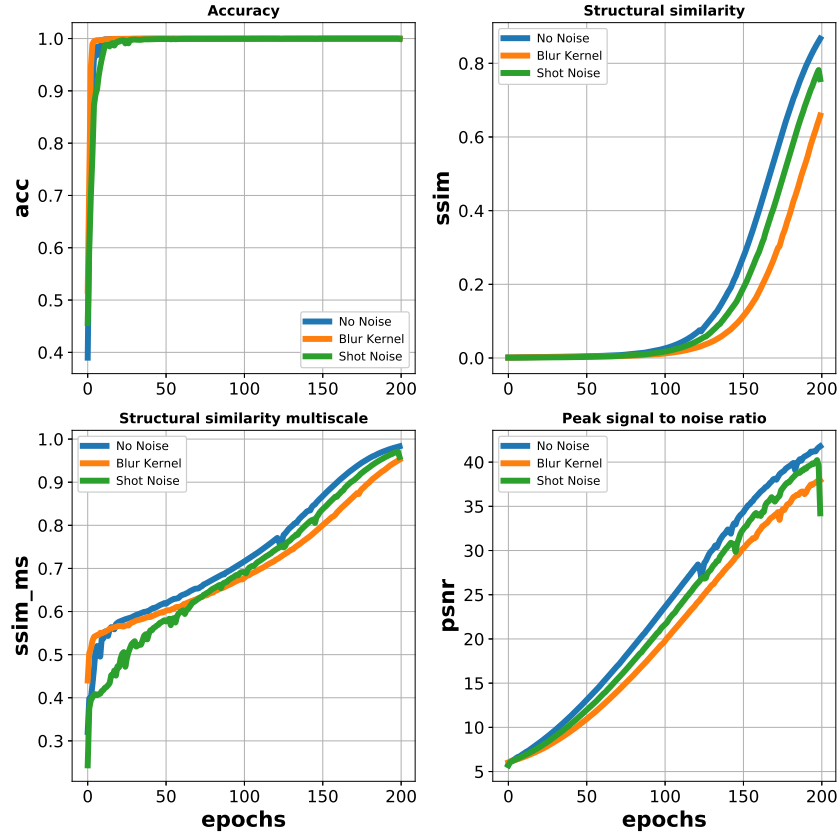 Accuracy
1.0
0.9
0.8
0.7
0.6
0.5
0.4
acc
No Noise
Blur Kernel
Shot Noise
0 50 100 150 200
Structural similarity
0.8
0.6
0.4
0.2
0.0
ssim
No Noise
Blur Kernel
Shot Noise
0 50 100 150 200
Structural similarity multiscale
1.0
0.9
0.8
0.7
0.6
0.5
0.4
0.3
ssim_ms
No Noise
Blur Kernel
Shot Noise
0 50 100 150 200
epochs
Peak signal to noise ratio
40
35
30
25
20
15
10
5
psnr
No Noise
Blur Kernel
Shot Noise
0 50 100 150 200
epochs